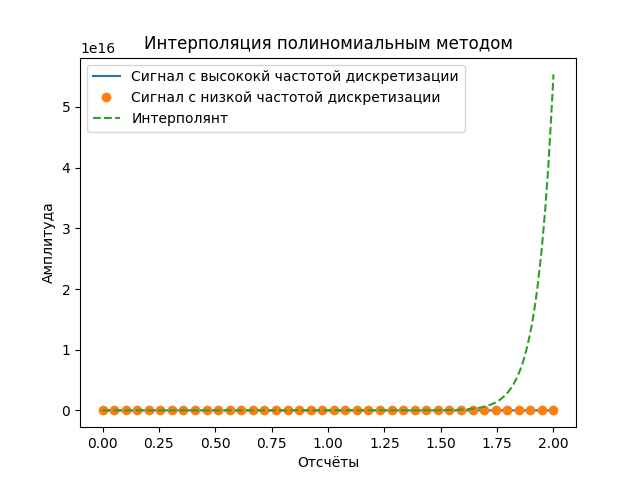 Интерполяция полиномиальным методом
1e16
Сигнал с высококй частотой дискретизации
Сигнал с низкой частотой дискретизации
Интерполянт
5
4
3
2
1
0
Амплитуда
0.00 0.25 0.50 0.75 1.00 1.25 1.50 1.75 2.00
Отсчёты